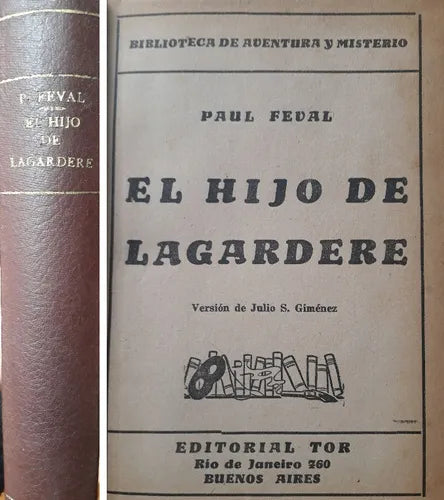 P. FEVAL
EL HIJO
DE
LAGARDERE
BIBLIOTECA DE AVENTURA y MISTERIO
PAUL FEVAL
EL HIJO DE
LAGARDERE
Versión de Julio S. Giménez
EDITORIAL TOR
Río de Janeiro 760
BUENOS AIRES